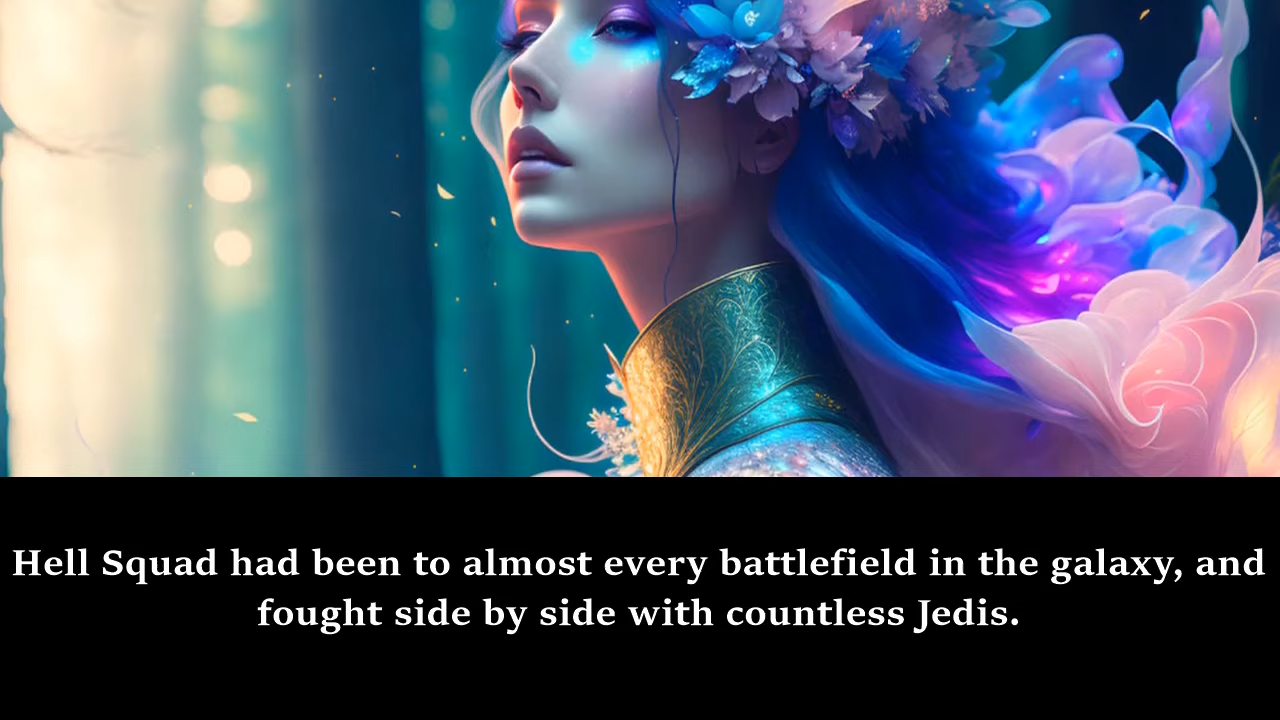 Hell Squad had been to almost every battlefield in the galaxy, and
fought side by side with countless Jedis.